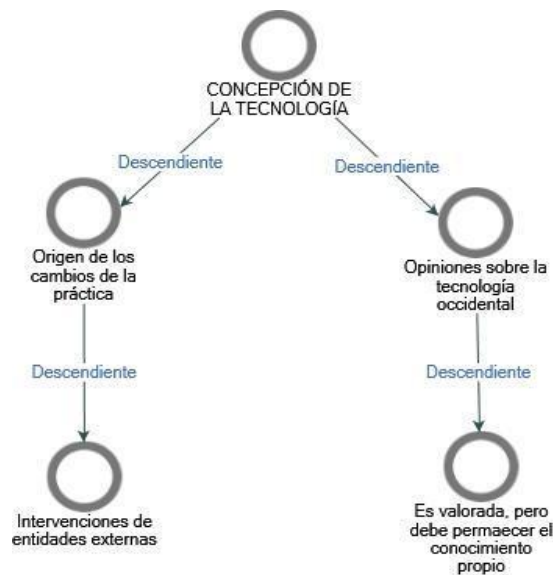 CONCEPCIÓN DE
LA TECNOLOGÍA
Descendiente
Descendiente
Origen de los
cambios de la
práctica
Opiniones sobre la
tecnología
occidental
Descendiente
Descendiente
Intervenciones de
entidades externas
Es valorada, pero
debe permaecer el
conocimiento
propio